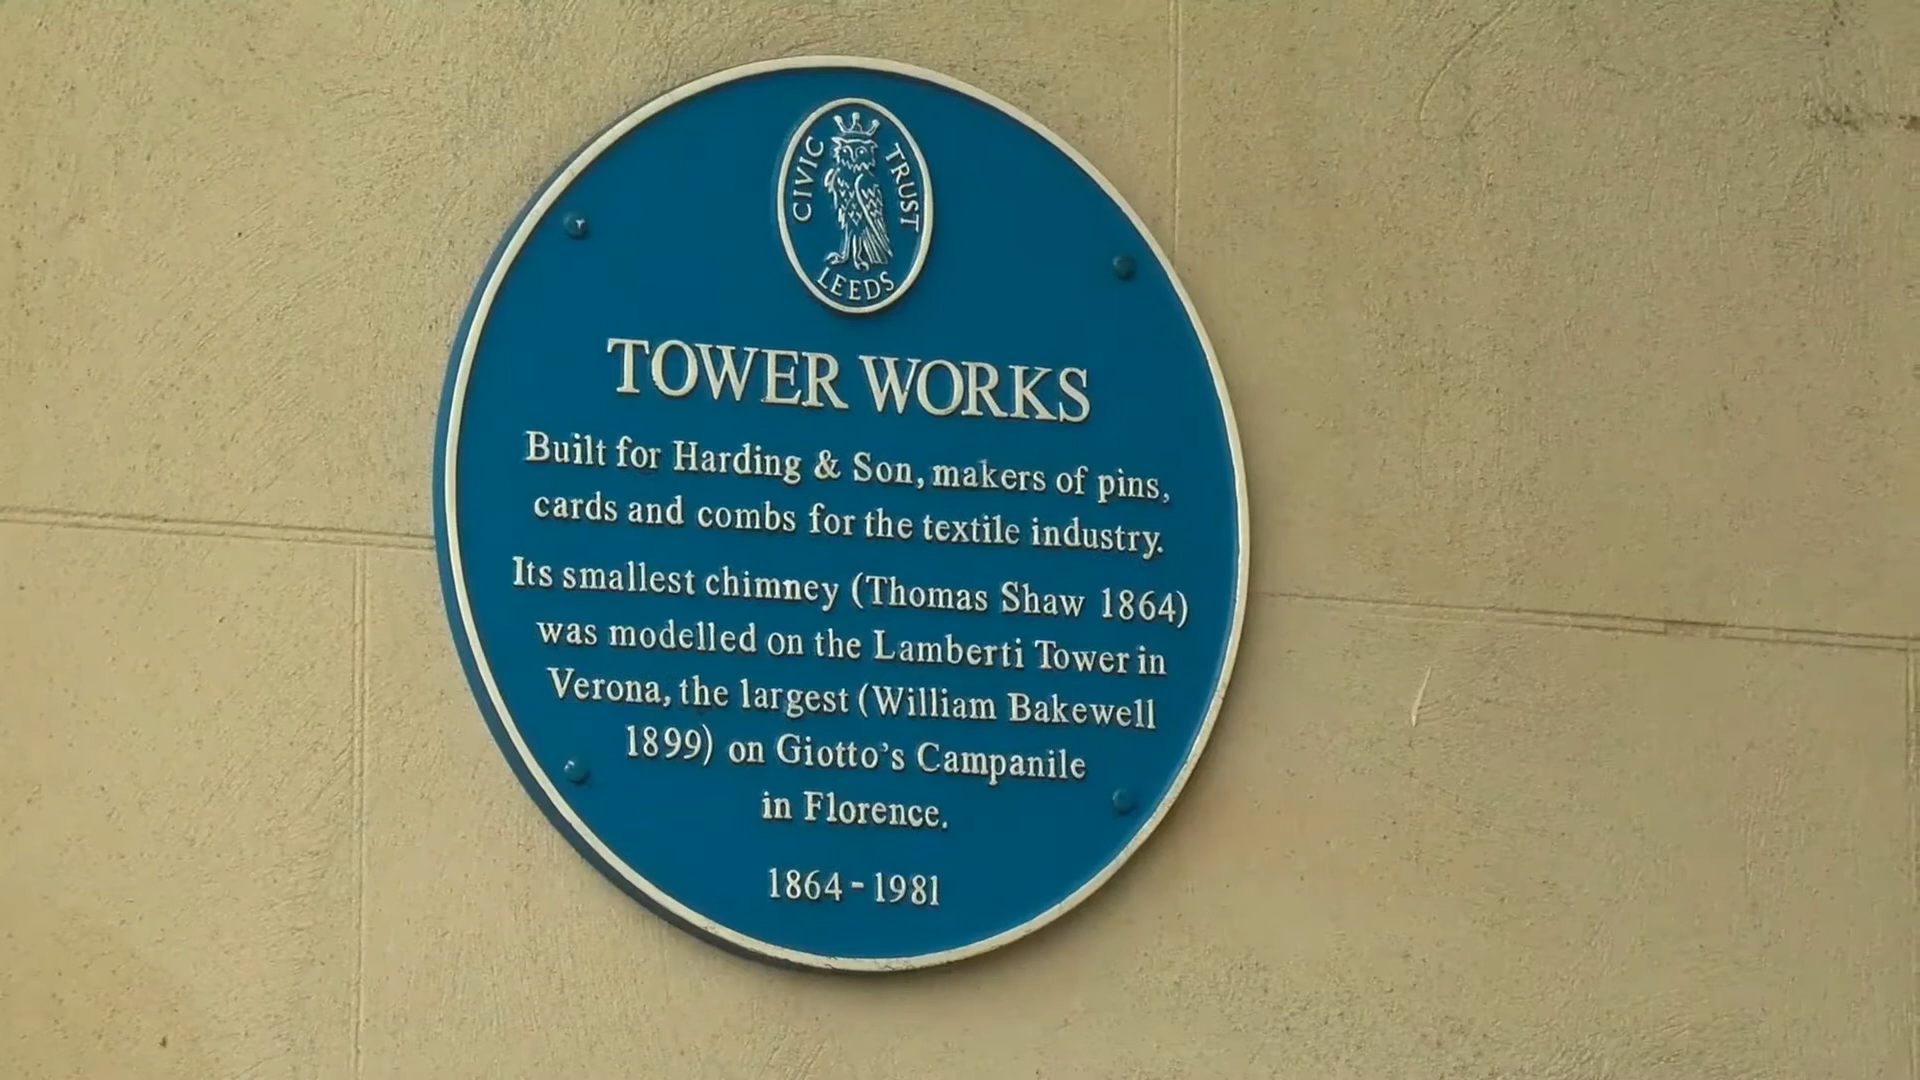 CIVIC TRUST
LEEDS
TOWER WORKS
Built for Harding & Son, makers of pins,
cards and combs for the textile industry.
Its smallest chimney (Thomas Shaw 1864)
was modelled on the Lamberti Tower in
Verona, the largest (William Bakewell
1899) on Giotto's Campanile
in Florence.
1864 - 1981